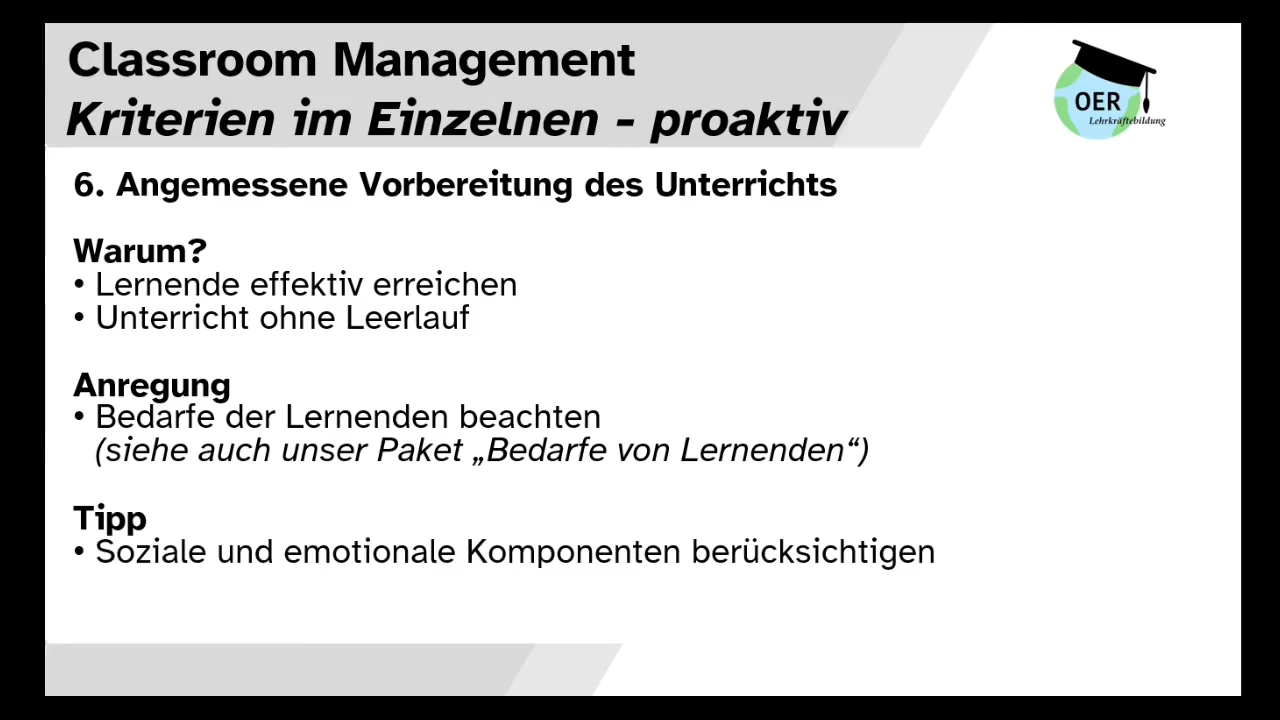 Classroom Management
Kriterien im Einzelnen - proaktiv
OER
Lehrkräftebildung
6. Angemessene Vorbereitung des Unterrichts
Warum?
• Lernende effektiv erreichen
• Unterricht ohne Leerlauf
Anregung
• Bedarfe der Lernenden beachten
(siehe auch unser Paket „Bedarfe von Lernenden“)
Tipp
• Soziale und emotionale Komponenten berücksichtigen